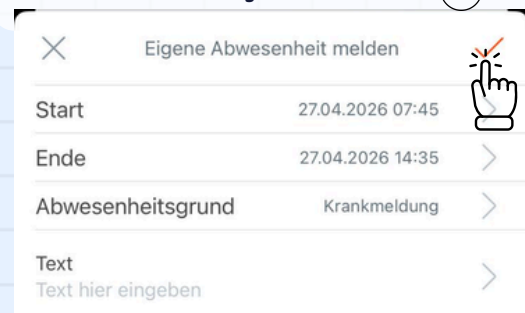 Eigene Abwesenheit melden
Start 27.04.2026 07:45
Ende 27.04.2026 14:35
Abwesenheitsgrund Krankmeldung
Text
Text hier eingeben